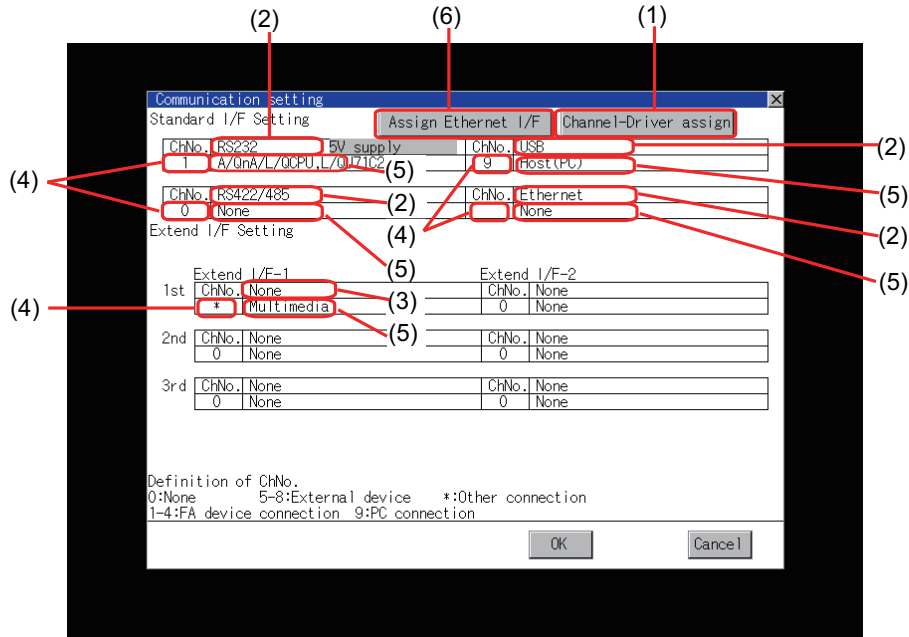 (2)
(6)
(1)
Communication setting
Standard I/F Setting
Assign Ethernet I/F
Channel-Driver assign
ChNo. RS232 5V supply
1 A/QnA/L/QCPU,L/QJ71C2
(5)
ChNo. USB
9 Host(PC)
(2)
(5)
(4)
ChNo. RS422/485
0 None
(2)
(4)
ChNo. Ethernet
None
(2)
(5)
Extend I/F Setting
(5)
Extend I/F-1
Extend I/F-2
1st ChNo. None
* Multimedia
(3)
(5)
(4)
ChNo. None
0 None
2nd ChNo. None
0 None
ChNo. None
0 None
3rd ChNo. None
0 None
ChNo. None
0 None
Definition of ChNo.
0:None 5-8:External device *:Other connection
1-4:FA device connection 9:PC connection
OK
Cancel